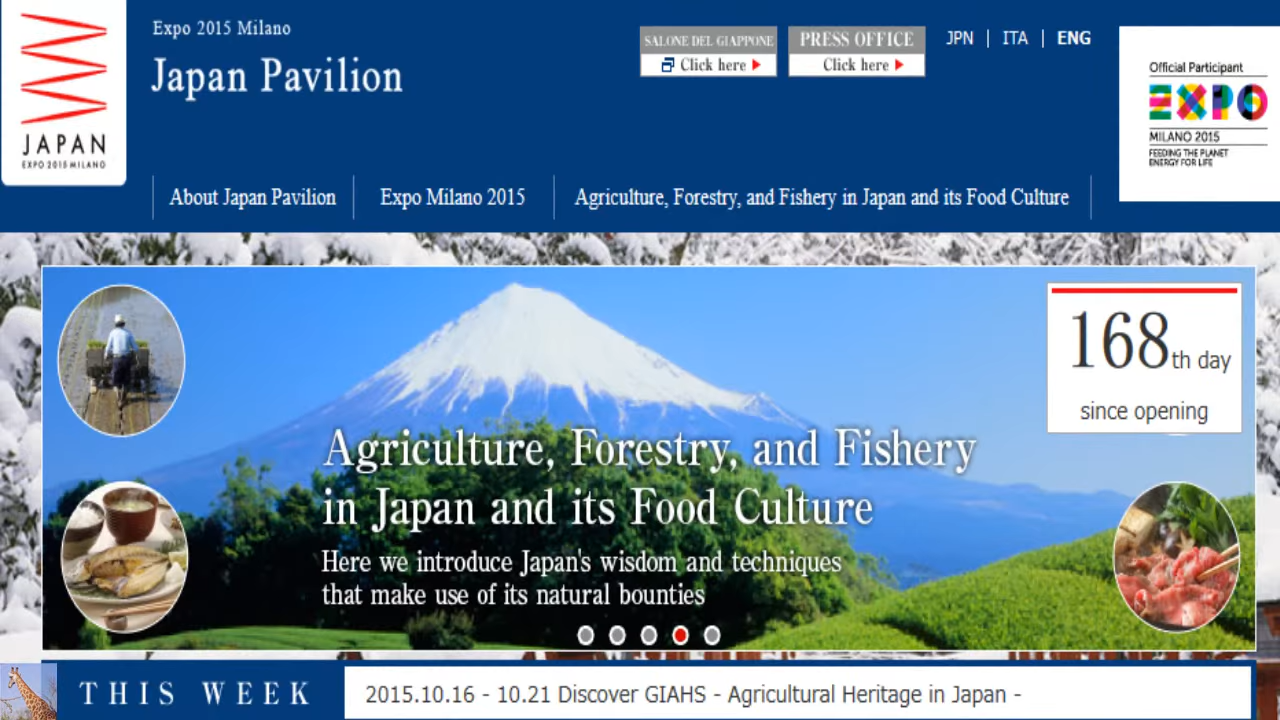 JAPAN
EXPO 2015 MILANO
Expo 2015 Milano
Japan Pavilion
SALONE DEL GIAPPONE
Click here
PRESS OFFICE
Click here
JPN | ITA | ENG
Official Participant
EXPO
MILANO 2015
FEEDING THE PLANET
ENERGY FOR LIFE
About Japan Pavilion
Expo Milano 2015
Agriculture, Forestry, and Fishery in Japan and its Food Culture
168th day
since opening
Agriculture, Forestry, and Fishery
in Japan and its Food Culture
Here we introduce Japan's wisdom and techniques
that make use of its natural bounties
THIS WEEK
2015.10.16 - 10.21 Discover GIAHS - Agricultural Heritage in Japan -